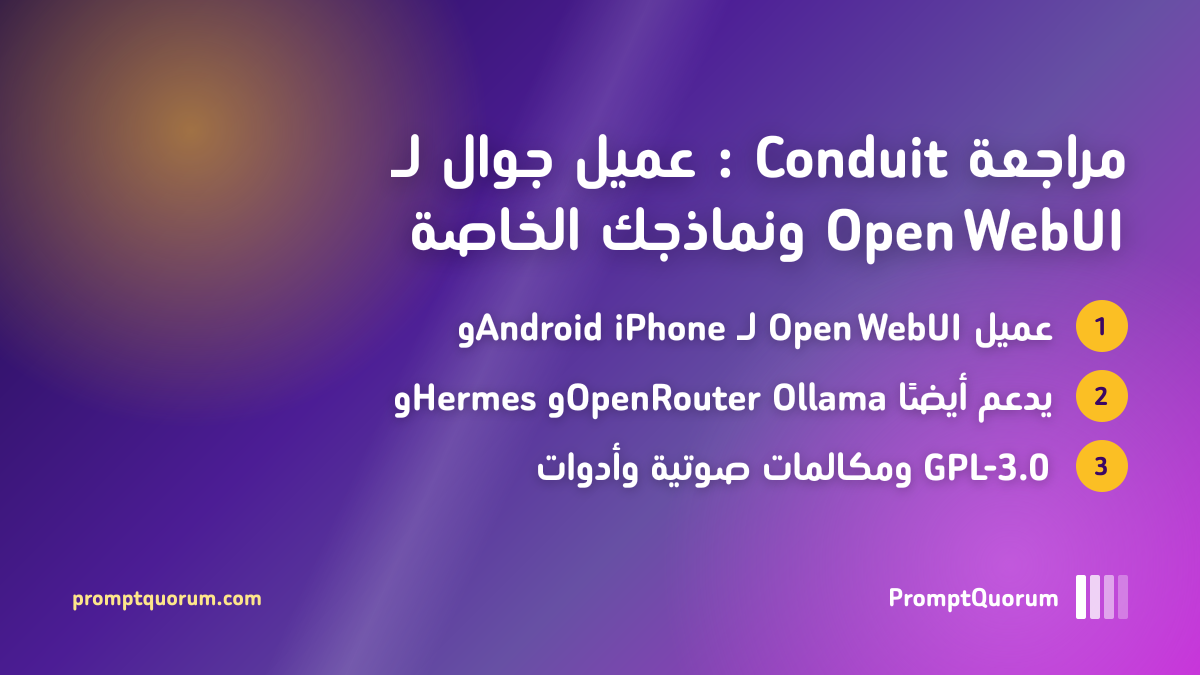 مراجعة Conduit : عميل جوال لـ
Open WebUI ونماذجك الخاصة
1 عميل Open WebUI لـ iPhone وAndroid
2 يدعم أيضًا Ollama وOpenRouter وHermes
3 GPL-3.0 ومكالمات صوتية وأدوات
PromptQuorum
promptquorum.com